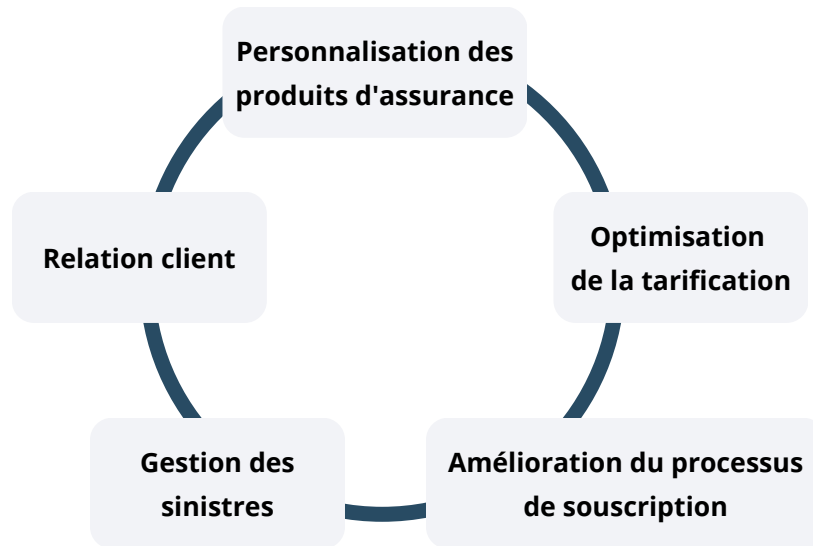 Personnalisation des
produits d'assurance
Optimisation
de la tarification
Amélioration du processus
de souscription
Gestion des
sinistres
Relation client